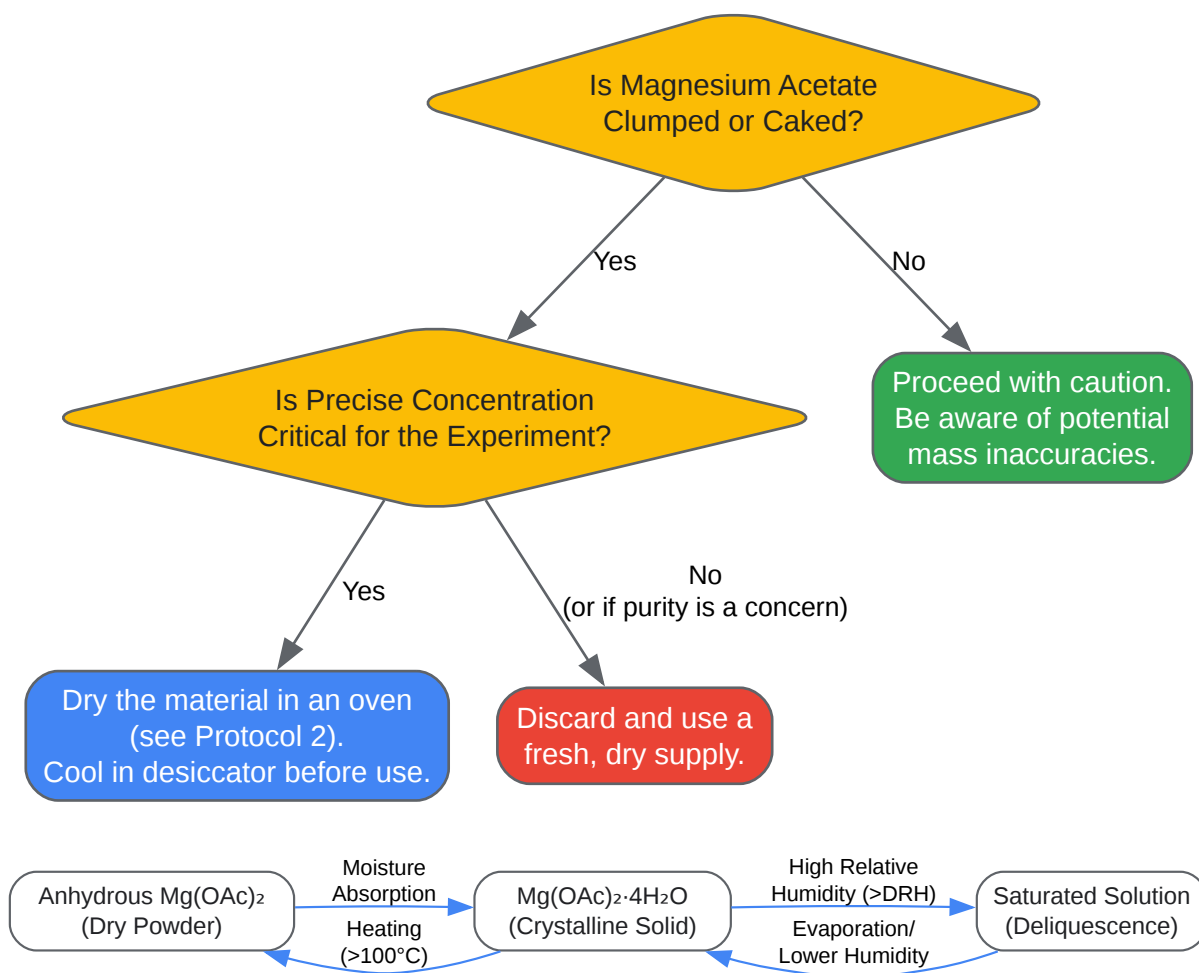 Is Magnesium Acetate
Clumped or Caked?
Yes
No
Is Precise Concentration
Critical for the Experiment?
Proceed with caution.
Be aware of potential
mass inaccuracies.
Yes
No
(or if purity is a concern)
Dry the material in an oven
(see Protocol 2).
Cool in desiccator before use.
Discard and use a
fresh, dry supply.
Anhydrous Mg(OAc)₂
(Dry Powder)
Moisture
Absorption
Heating
(>100°C)
Mg(OAc)₂·4H₂O
(Crystalline Solid)
High Relative
Humidity (>DRH)
Evaporation/
Lower Humidity
Saturated Solution
(Deliquescence)